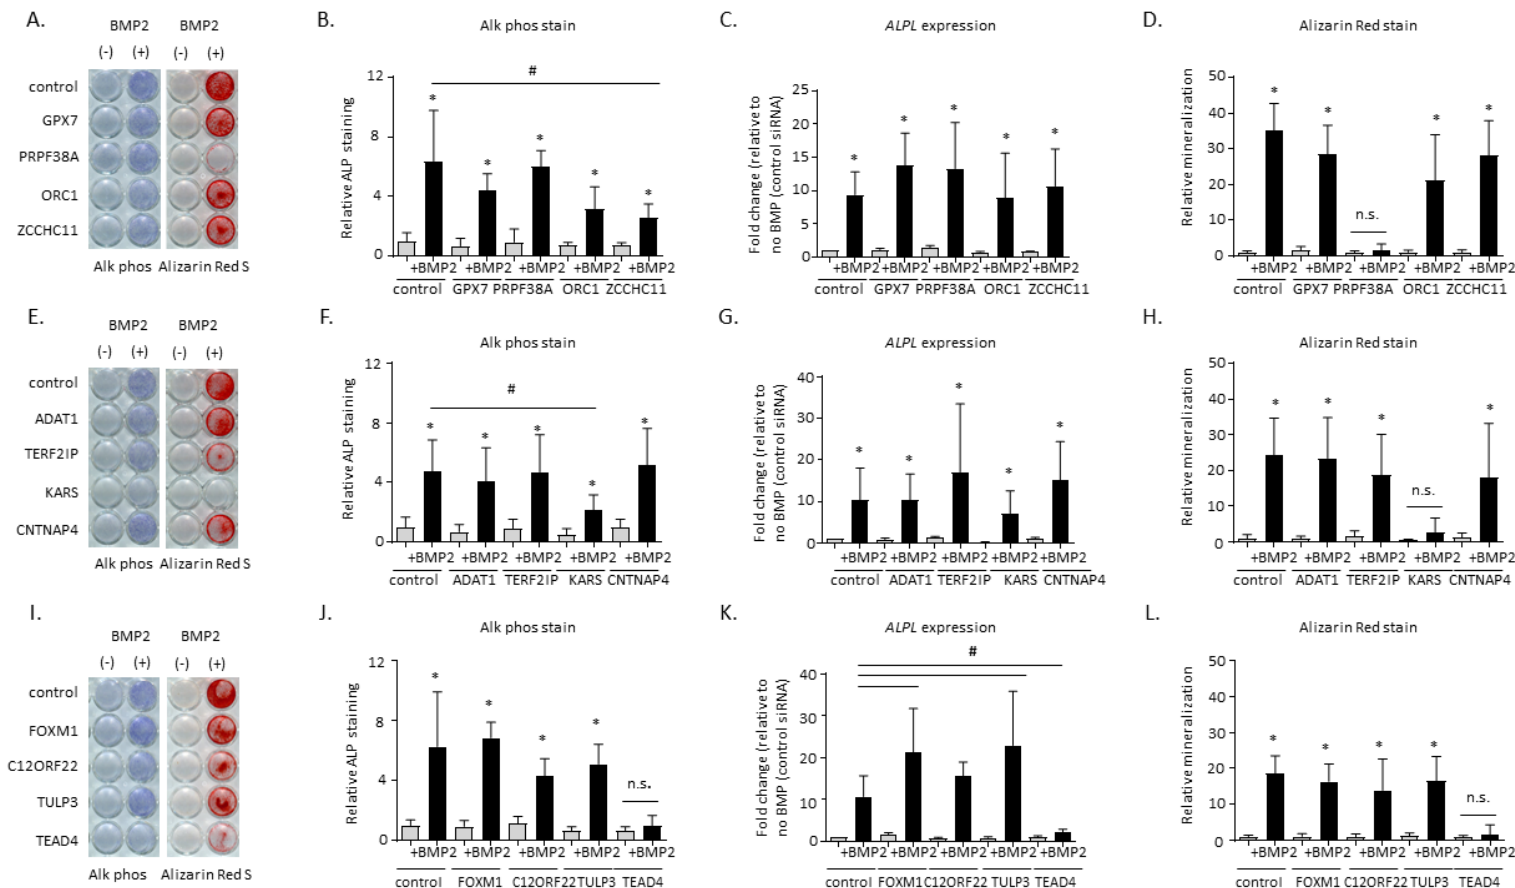 A.
BMP2 BMP2
(-) (+) (-) (+)
control
GPX7
PRPF38A
ORC1
ZCCHC11
Alk phos Alizarin Red S
B.
Alk phos stain
Relative ALP staining
12
8
4
0
#
* * * * *
+BMP2 +BMP2 +BMP2 +BMP2 +BMP2
control GPX7 PRPF38A ORC1 ZCCHC11
C.
ALPL expression
Fold change (relative to
no BMP (control siRNA)
25
20
15
10
5
0
* * * * *
+BMP2 +BMP2 +BMP2 +BMP2 +BMP2
control GPX7 PRPF38A ORC1 ZCCHC11
D.
Alizarin Red stain
Relative mineralization
50
40
30
20
10
0
* * n.s. * *
+BMP2 +BMP2 +BMP2 +BMP2 +BMP2
control GPX7 PRPF38A ORC1 ZCCHC11
E.
BMP2 BMP2
(-) (+) (-) (+)
control
ADAT1
TERF2IP
KARS
CNTNAP4
Alk phos Alizarin Red S
F.
Alk phos stain
Relative ALP staining
12
8
4
0
#
* * * * *
+BMP2 +BMP2 +BMP2 +BMP2 +BMP2
control ADAT1 TERF2IP KARS CNTNAP4
G.
ALPL expression
Fold change (relative to
no BMP (control siRNA)
40
30
20
10
0
* * * * *
+BMP2 +BMP2 +BMP2 +BMP2 +BMP2
control ADAT1 TERF2IP KARS CNTNAP4
H.
Alizarin Red stain
Relative mineralization
50
40
30
20
10
0
* * * n.s. *
+BMP2 +BMP2 +BMP2 +BMP2 +BMP2
control ADAT1 TERF2IP KARS CNTNAP4
I.
BMP2 BMP2
(-) (+) (-) (+)
control
FOXM1
C12ORF22
TULP3
TEAD4
Alk phos Alizarin Red S
J.
Alk phos stain
Relative ALP staining
12
8
4
0
* * * * n.s.
+BMP2 +BMP2 +BMP2 +BMP2 +BMP2
control FOXM1 C12ORF22 TULP3 TEAD4
K.
ALPL expression
Fold change (relative to
no BMP (control siRNA)
40
30
20
10
0
#
+BMP2 +BMP2 +BMP2 +BMP2 +BMP2
control FOXM1 C12ORF22 TULP3 TEAD4
L.
Alizarin Red stain
Relative mineralization
50
40
30
20
10
0
* * * * n.s.
+BMP2 +BMP2 +BMP2 +BMP2 +BMP2
control FOXM1 C12ORF22 TULP3 TEAD4